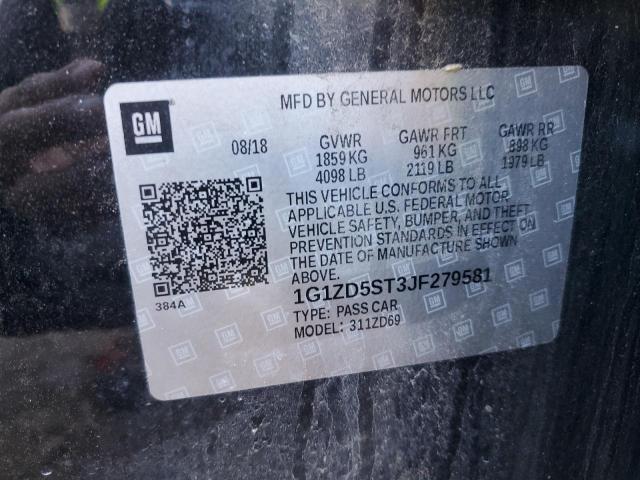 MFD BY GENERAL MOTORS LLC
GM
08/18 GVWR GAWR FRT GAWR RR
1859 KG 961 KG 898 KG
4098 LB 2119 LB 1979 LB
THIS VEHICLE CONFORMS TO ALL
APPLICABLE U.S. FEDERAL MOTOR
VEHICLE SAFETY, BUMPER, AND THEFT
PREVENTION STANDARDS IN EFFECT ON
THE DATE OF MANUFACTURE SHOWN
ABOVE.
384A
1G1ZD5ST3JF279581
TYPE: PASS CAR
MODEL: 311ZD69